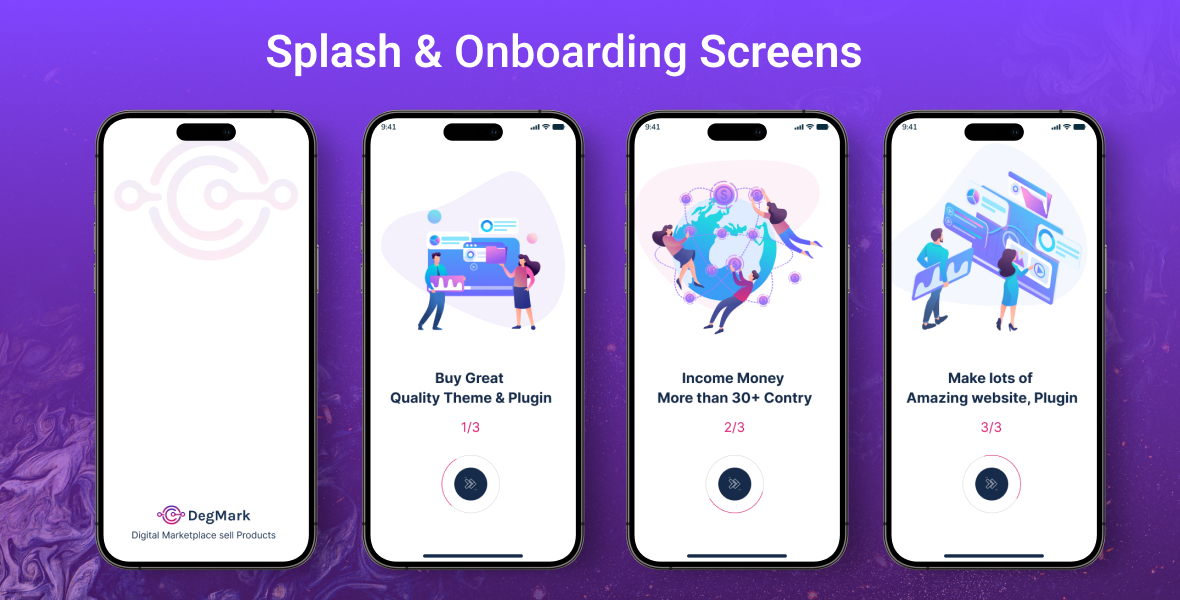 Splash & Onboarding Screens
DegMark
Digital Marketplace sell Products
9:41
Buy Great
Quality Theme & Plugin
1/3
9:41
$
$
Income Money
More than 30+ Contry
2/3
9:41
Make lots of
Amazing website, Plugin
3/3